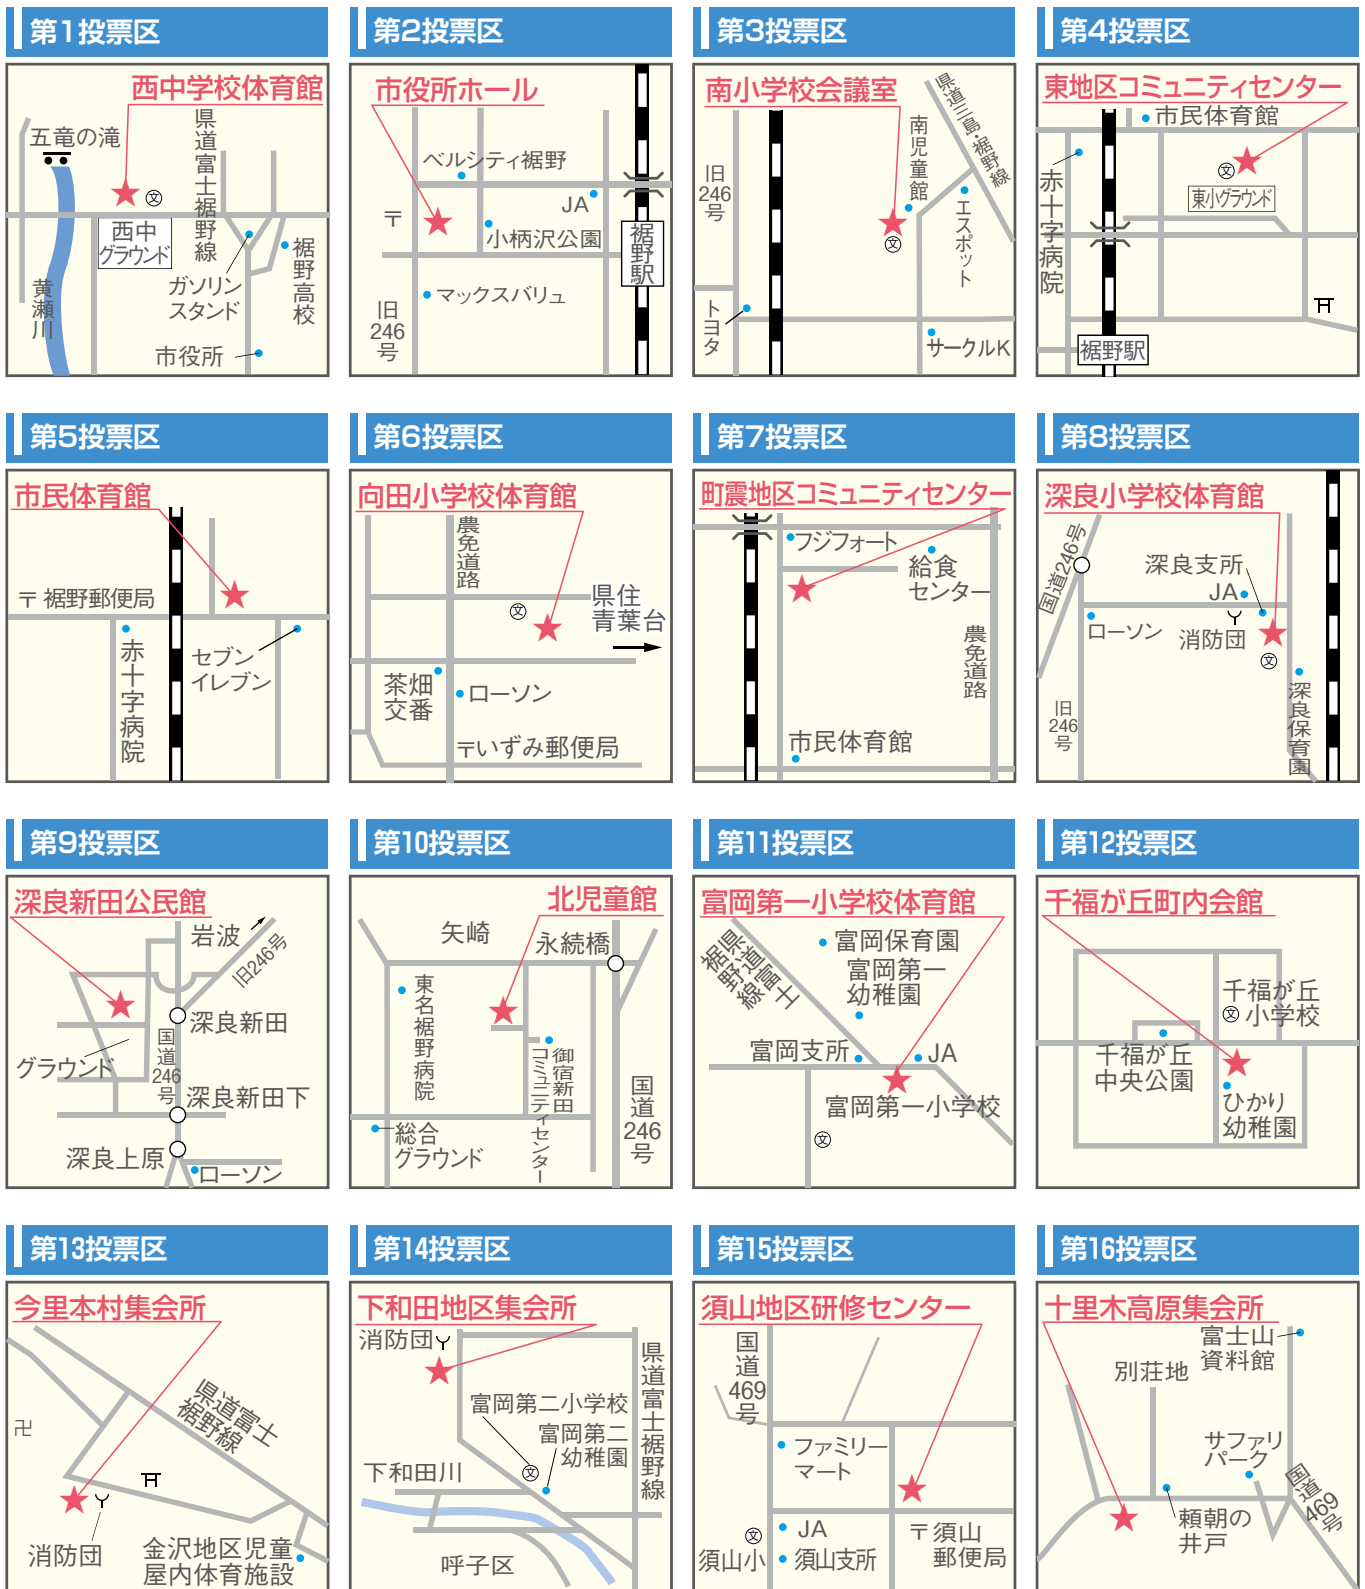 第1投票区
西中学校体育館
五竜の滝
県道富士裾野線
文
西中
グラウンド
黄瀬川
ガソリン
スタンド
裾野高校
市役所
第2投票区
市役所ホール
ベルシティ裾野
〒
JA
小柄沢公園
裾野駅
マックスバリュ
旧
246
号
第3投票区
南小学校会議室
県道三島・裾野線
旧
246
号
南児童館
文
エスポット
トヨタ
サークルK
第4投票区
東地区コミュニティセンター
市民体育館
赤十字病院
文
東小グラウンド
裾野駅
第5投票区
市民体育館
〒裾野郵便局
赤十字病院
セブン
イレブン
第6投票区
向田小学校体育館
農免道路
文
県住
青葉台
茶畑
交番
ローソン
〒いずみ郵便局
第7投票区
町震地区コミュニティセンター
フジフォート
給食
センター
農免道路
市民体育館
第8投票区
深良小学校体育館
国道246号
深良支所
JA
ローソン
消防団
文
旧
246
号
深良保育園
第9投票区
深良新田公民館
岩波
旧246号
深良新田
グラウンド
国道
246
号
深良新田下
深良上原
ローソン
第10投票区
北児童館
矢崎
永続橋
東名裾野病院
御宿新田
コミュニティセンター
国道
246
号
総合
グラウンド
第11投票区
富岡第一小学校体育館
県道富士
裾野線
富岡保育園
富岡第一
幼稚園
富岡支所
JA
富岡第一小学校
文
第12投票区
千福が丘町内会館
千福が丘
文 小学校
千福が丘
中央公園
ひかり
幼稚園
第13投票区
今里本村集会所
県道富士
裾野線
卍
消防団
金沢地区児童
屋内体育施設
第14投票区
下和田地区集会所
消防団
県道富士裾野線
富岡第二小学校
富岡第二
幼稚園
文
下和田川
呼子区
第15投票区
須山地区研修センター
国道
469
号
ファミリー
マート
文
須山小
JA
須山支所
〒須山
郵便局
第16投票区
十里木高原集会所
富士山
資料館
別荘地
サファリ
パーク
国道
469
号
頼朝の
井戸